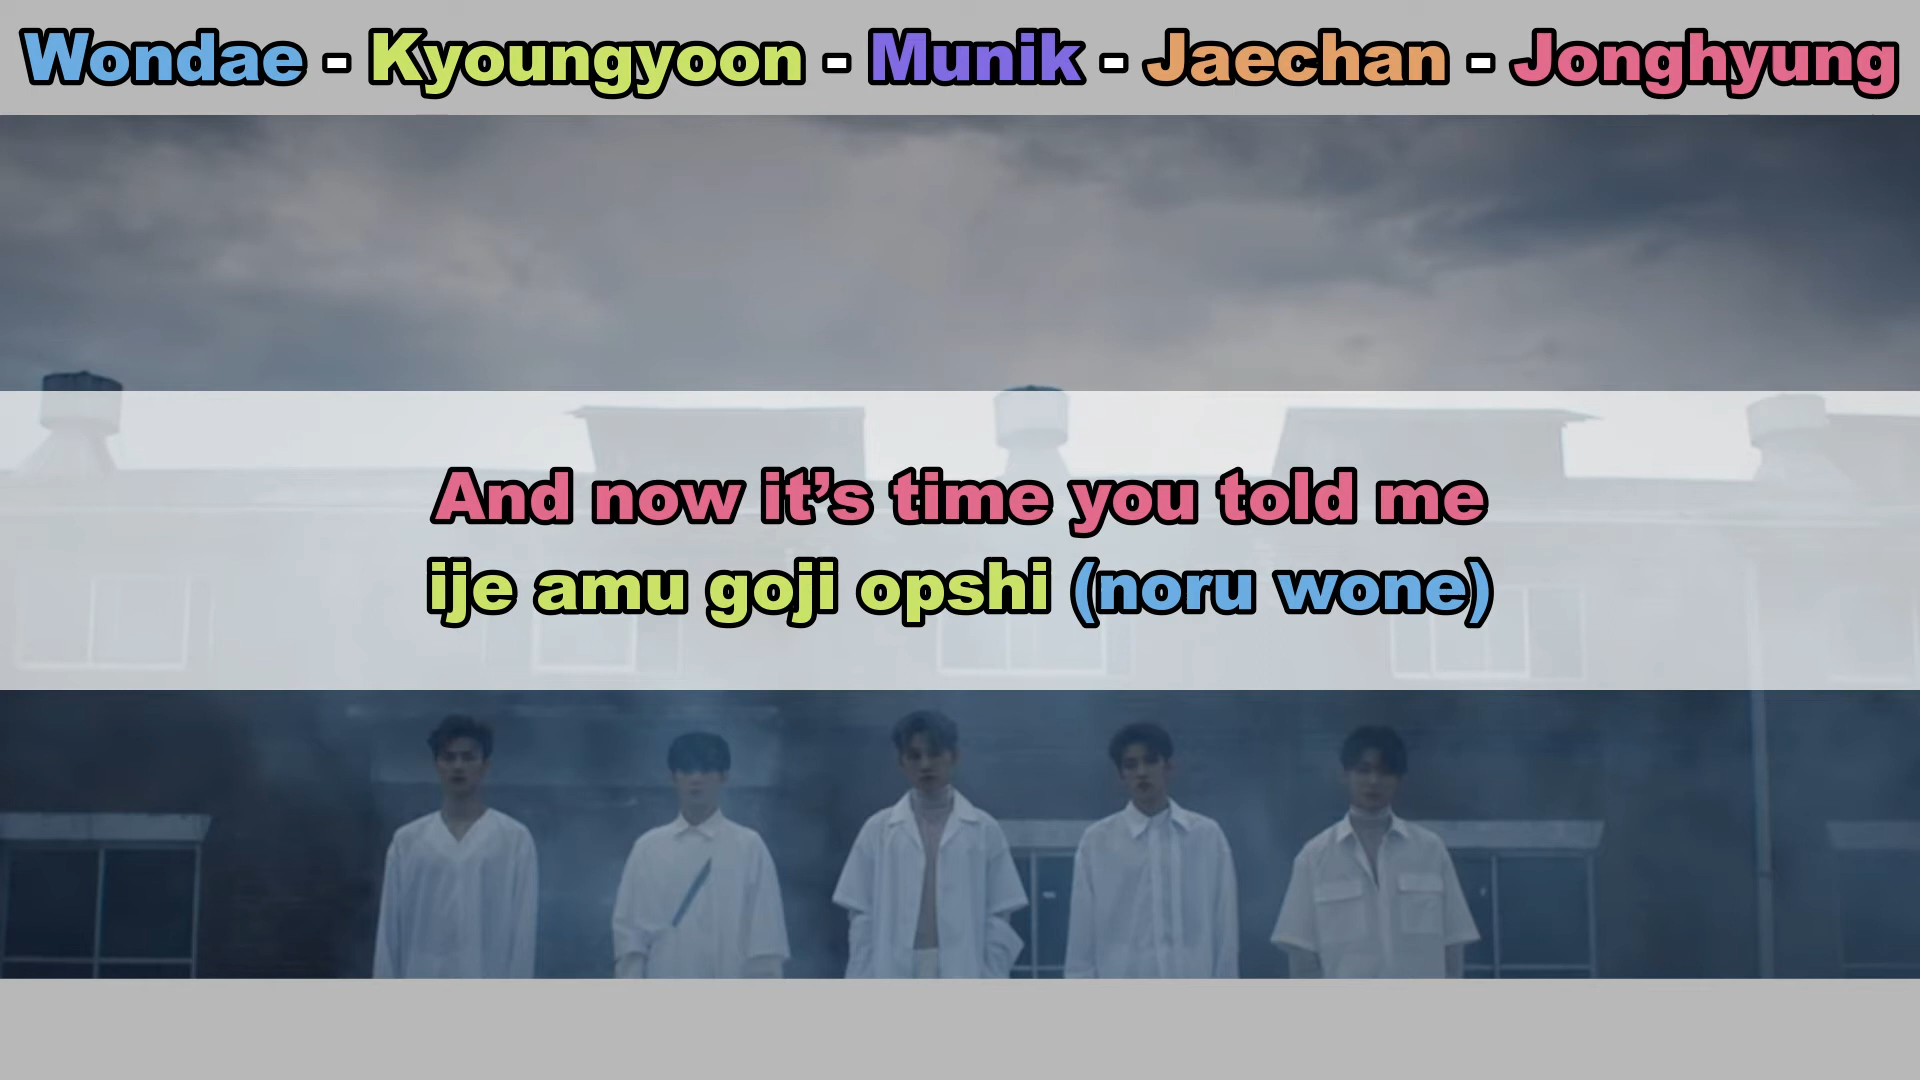 Wondae - Kyoungyoon - Munik - Jaechan - Jonghyung
And now it’s time you told me
ije amu goji opshi (noru wone)